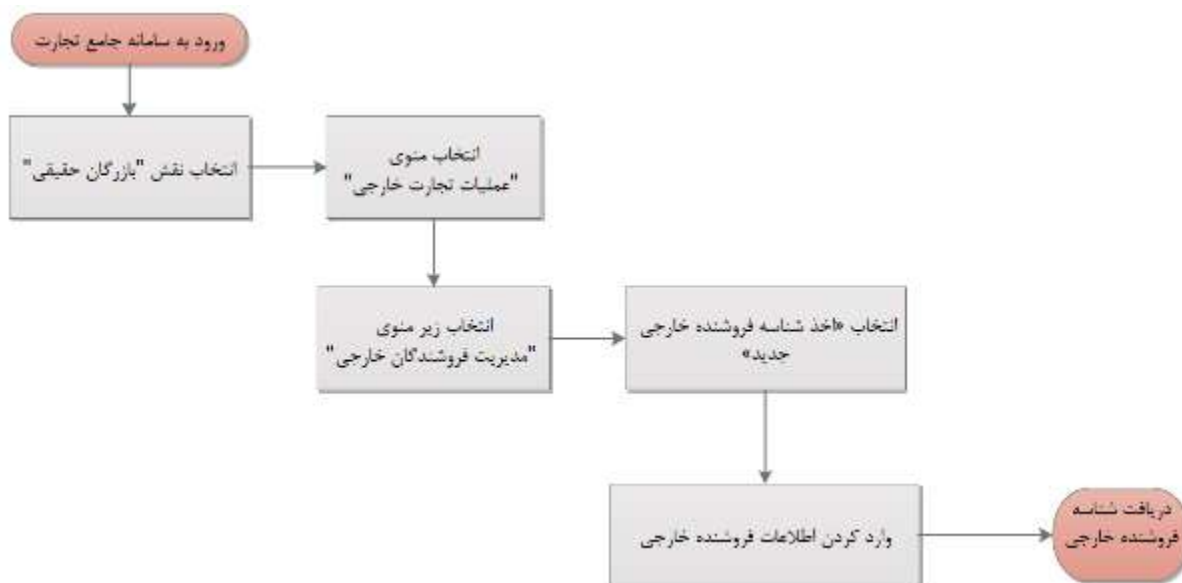 ورود به سامانه جامع تجارت
انتخاب نقش "بازرگان حقیقی"
انتخاب منوی
"عملیات تجارت خارجی"
انتخاب زیر منوی
"مدیریت فروشندگان خارجی"
انتخاب «اخذ شناسه فروشنده خارجی
جدید»
وارد کردن اطلاعات فروشنده خارجی
دریافت شناسه
فروشنده خارجی